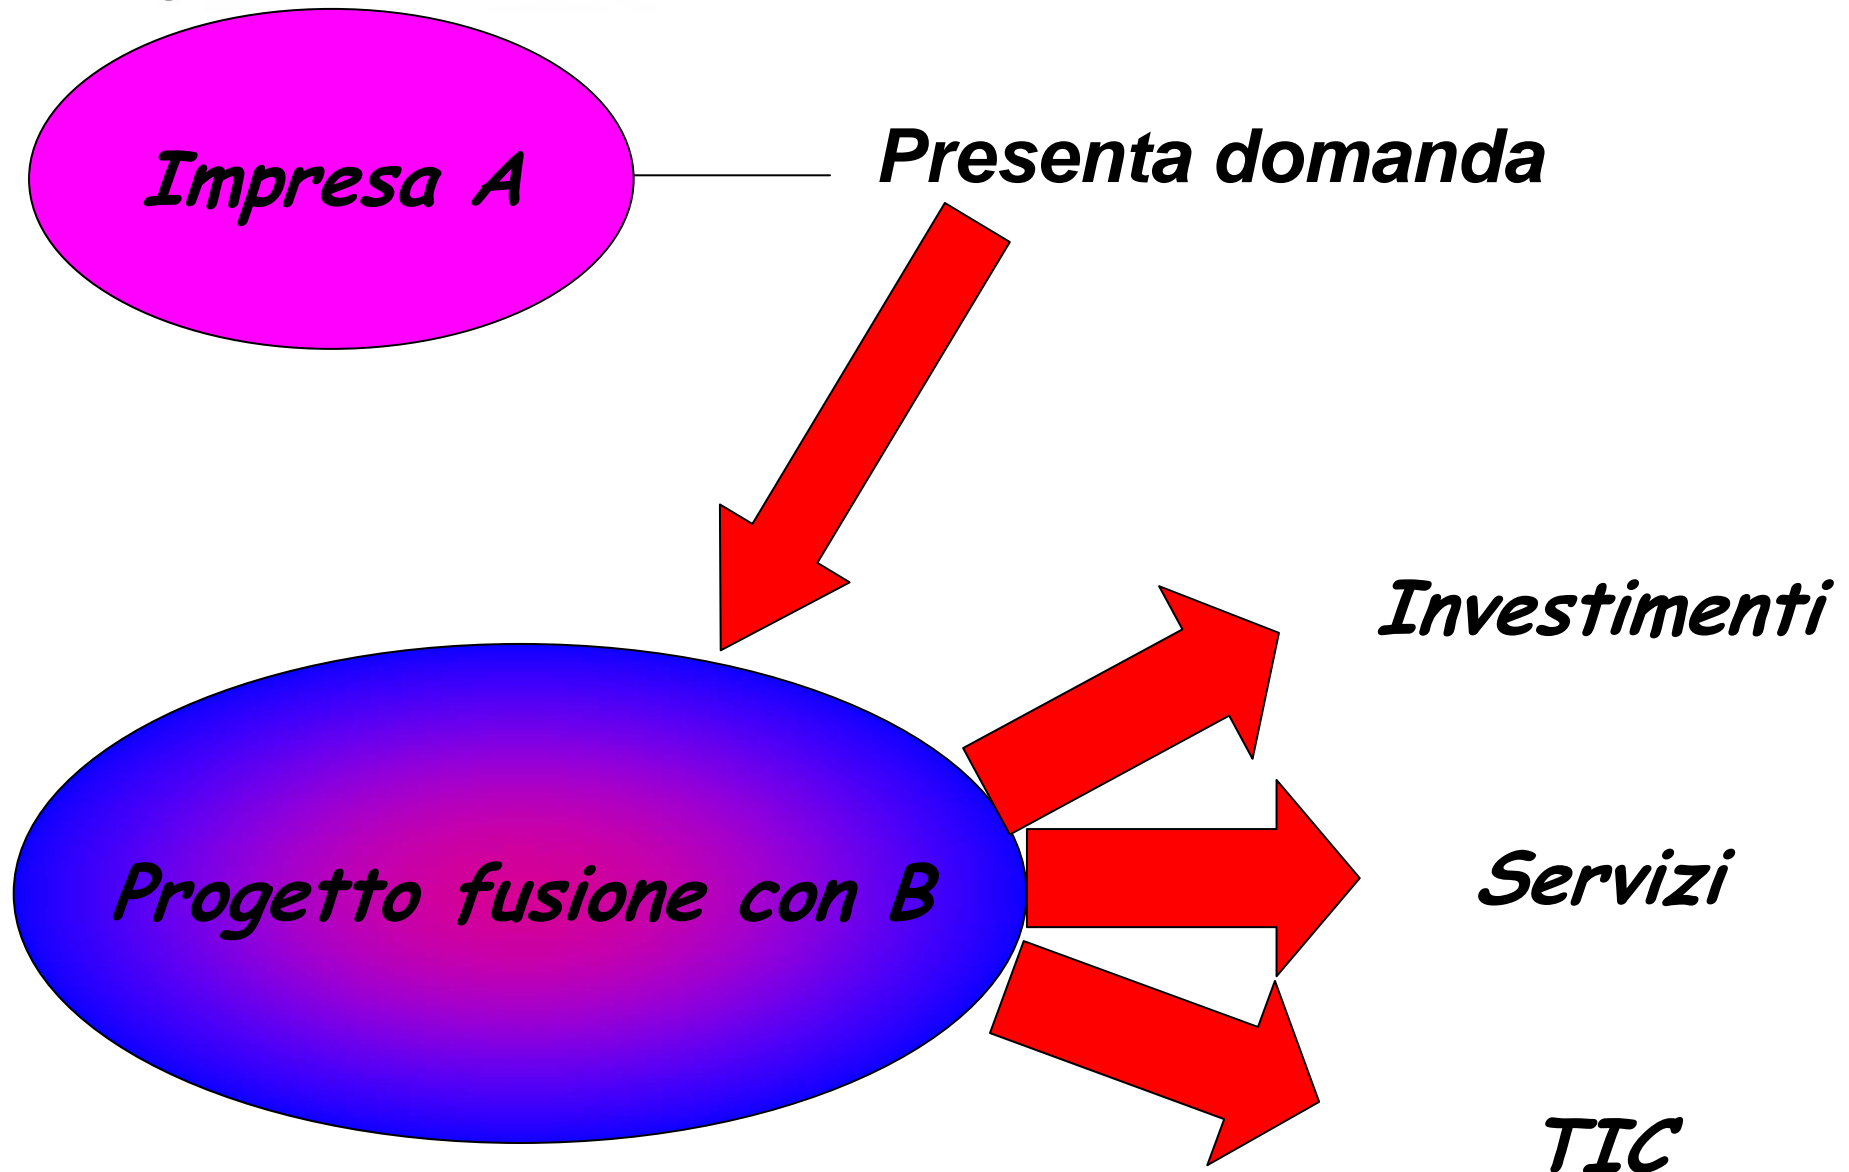 Impresa A
Presenta domanda
Investimenti
Progetto fusione con B
Servizi
TIC